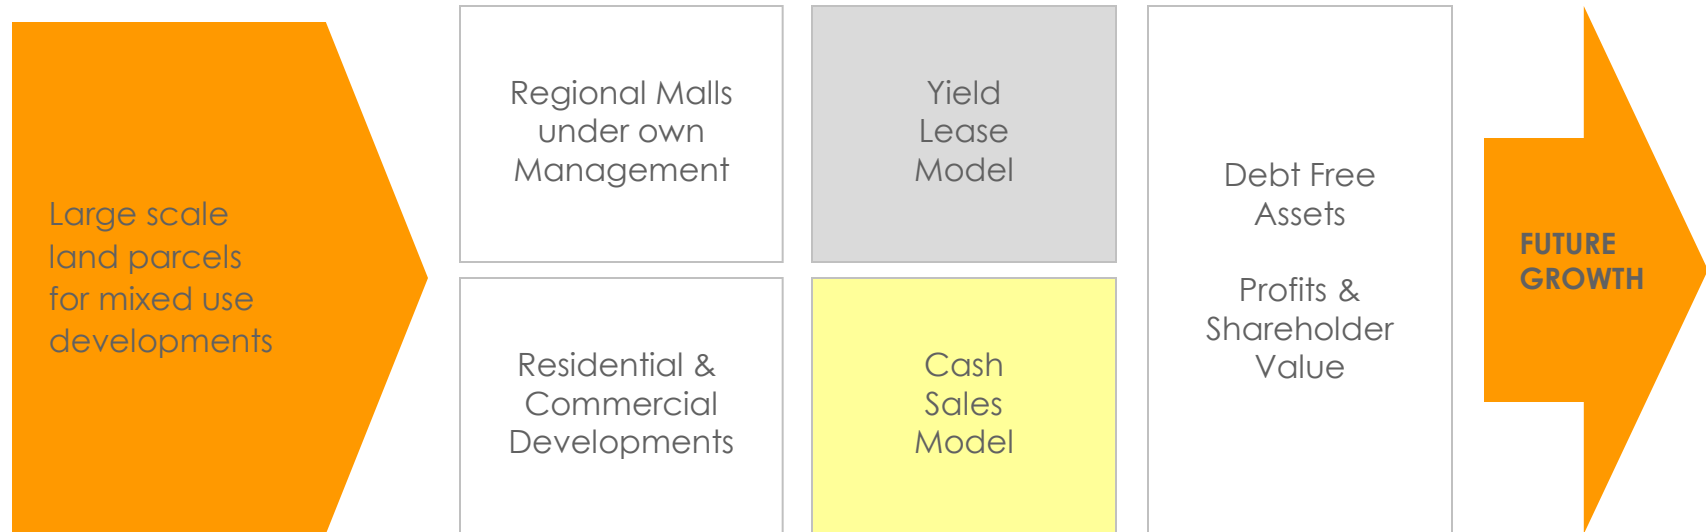 Large scale
land parcels
for mixed use
developments
Regional Malls
under own
Management
Residential &
Commercial
Developments
Yield
Lease
Model
Cash
Sales
Model
Debt Free
Assets
Profits &
Shareholder
Value
FUTURE
GROWTH